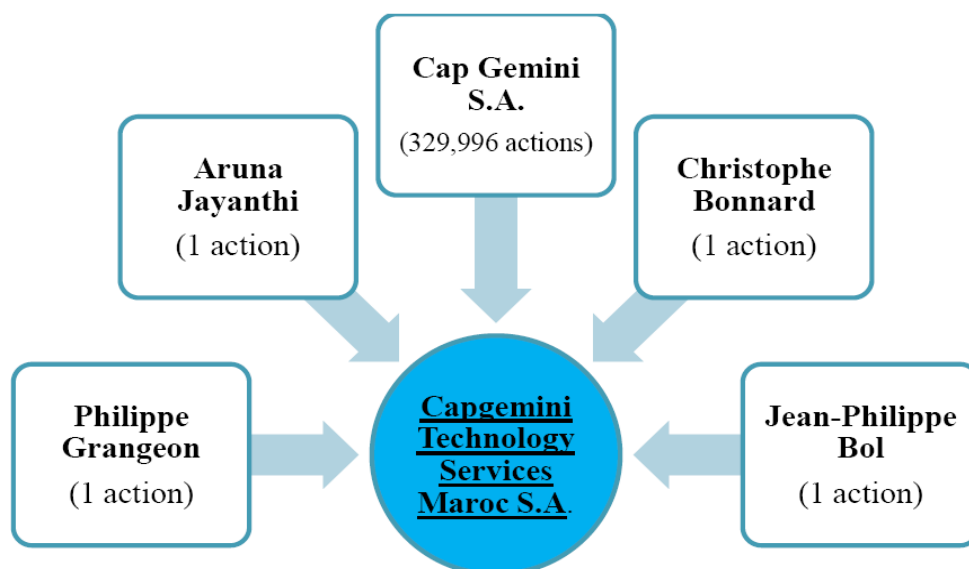 Cap Gemini
S.A.
(329,996 actions)
Aruna
Jayanthi
(1 action)
Christophe
Bonnard
(1 action)
Philippe
Grangeon
(1 action)
Capgemini
Technology
Services
Maroc S.A.
Jean-Philippe
Bol
(1 action)